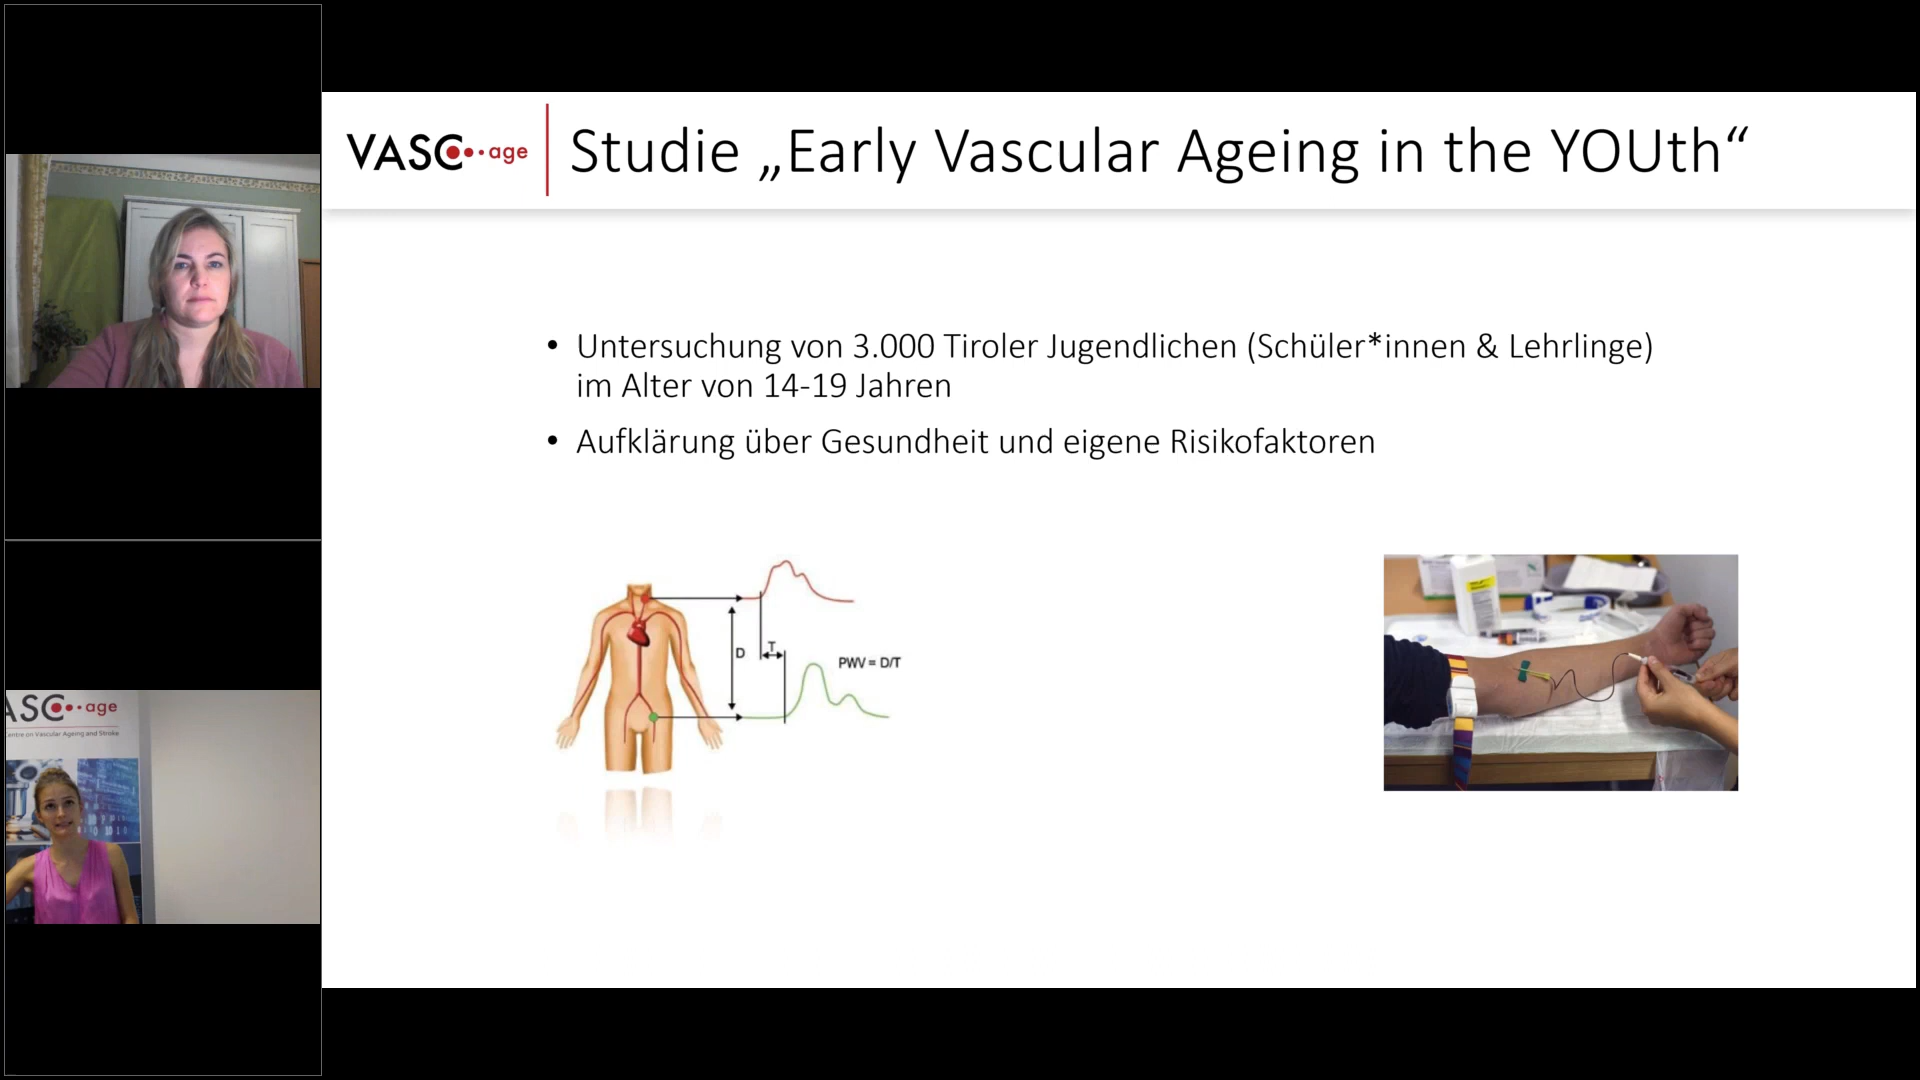 VASC age
Studie „Early Vascular Ageing in the YOUth“
• Untersuchung von 3.000 Tiroler Jugendlichen (Schüler*innen & Lehrlinge)
im Alter von 14-19 Jahren
• Aufklärung über Gesundheit und eigene Risikofaktoren
D
T
PWV = D/T
ASC age
entre on Vascular Ageing and Stroke